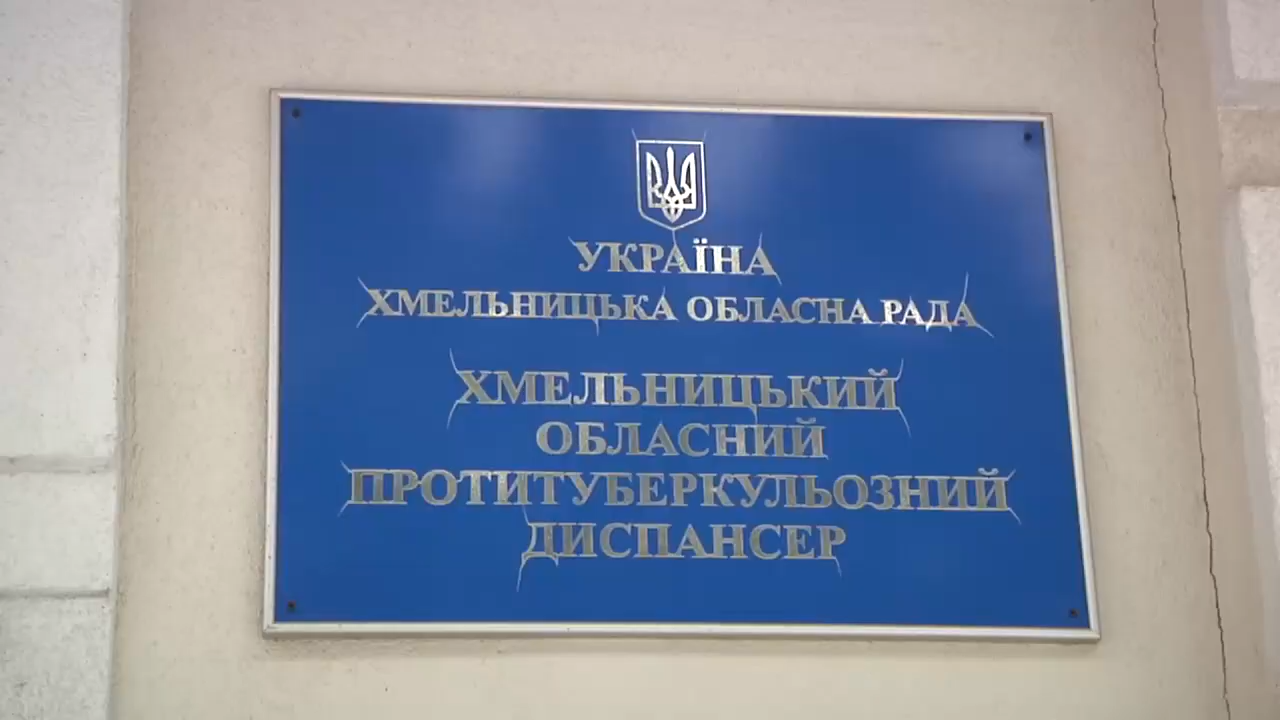 УКРАЇНА
ХМЕЛЬНИЦЬКА ОБЛАСНА РАДА
ХМЕЛЬНИЦЬКИЙ
ОБЛАСНИЙ
ПРОТИТУБЕРКУЛЬОЗНИЙ
ДИСПАНСЕР